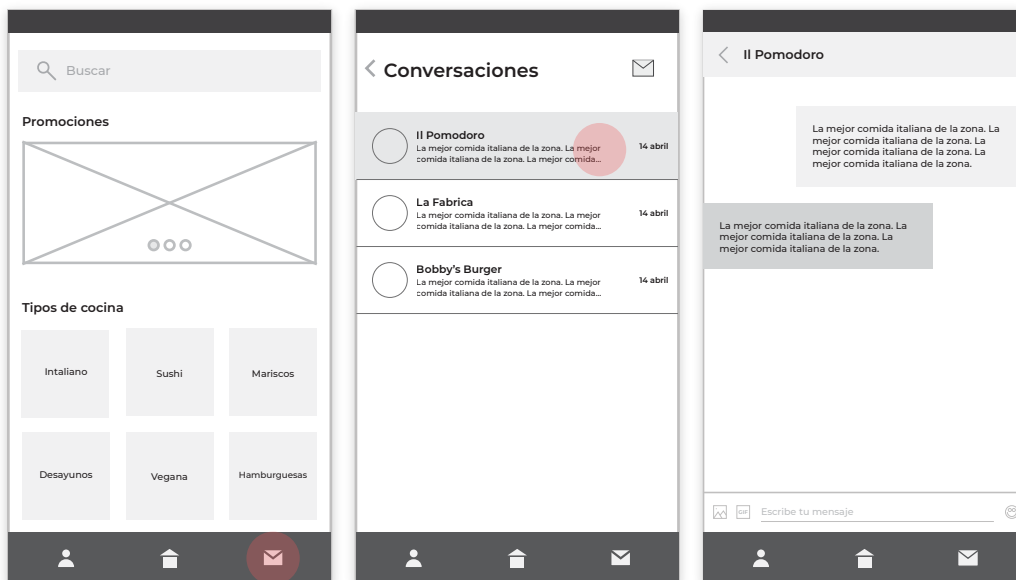 Buscar
Promociones
Tipos de cocina
Intaliano
Sushi
Mariscos
Desayunos
Vegana
Hamburguesas
Conversaciones
Il Pomodoro
La mejor comida italiana de la zona. La mejor
comida italiana de la zona. La mejor comida...
14 abril
La Fabrica
La mejor comida italiana de la zona. La mejor
comida italiana de la zona. La mejor comida...
14 abril
Bobby's Burger
La mejor comida italiana de la zona. La mejor
comida italiana de la zona. La mejor comida...
14 abril
Il Pomodoro
La mejor comida italiana de la zona. La
mejor comida italiana de la zona. La
mejor comida italiana de la zona. La
mejor comida italiana de la zona.
La mejor comida italiana de la zona. La
mejor comida italiana de la zona. La
mejor comida italiana de la zona.
GIF
Escribe tu mensaje